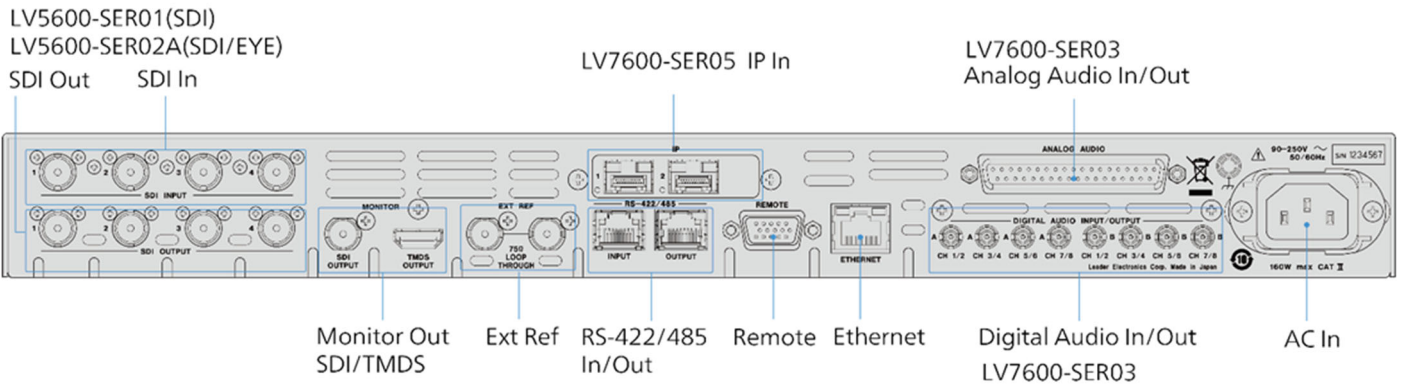 LV5600-SER01(SDI)
LV5600-SER02A(SDI/EYE)
SDI Out
SDI In
LV7600-SER05 IP In
LV7600-SER03
Analog Audio In/Out
1
2
3
4
SDI INPUT
1
2
3
4
SDI OUTPUT
MONITOR
SDI
OUTPUT
TMDS
OUTPUT
EXT REF
75Ω
LOOP
THROUGH
IP
1
2
RS-422/485
INPUT
OUTPUT
REMOTE
ETHERNET
ANALOG AUDIO
90-250V
50/60Hz
S/N 1234567
DIGITAL AUDIO INPUT/OUTPUT
A
A
A
A
B
B
B
B
CH 1/2
CH 3/4
CH 5/6
CH 7/8
CH 1/2
CH 3/4
CH 5/6
CH 7/8
Leader Electronics Corp. Made in Japan
10
160W max CAT II
Monitor Out
SDI/TMDS
Ext Ref
RS-422/485
In/Out
Remote
Ethernet
Digital Audio In/Out
LV7600-SER03
AC In